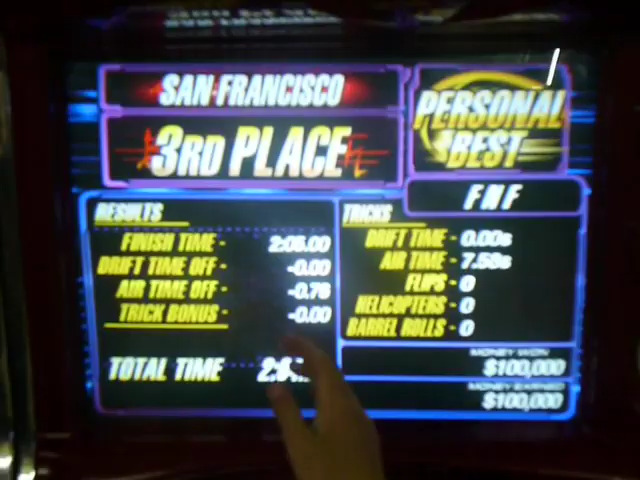 SAN FRANCISCO
3RD PLACE
PERSONAL
BEST
FNF
RESULTS
FINISH TIME - 2:06.00
DRIFT TIME OFF - -0.00
AIR TIME OFF - -0.76
TRICK BONUS - -0.00
TOTAL TIME
TRICKS
DRIFT TIME - 0.00s
AIR TIME - 7.58s
FLIPS - 0
HELICOPTERS - 0
BARREL ROLLS - 0
MONEY WON
$100,000
MONEY EARNED
$100,000